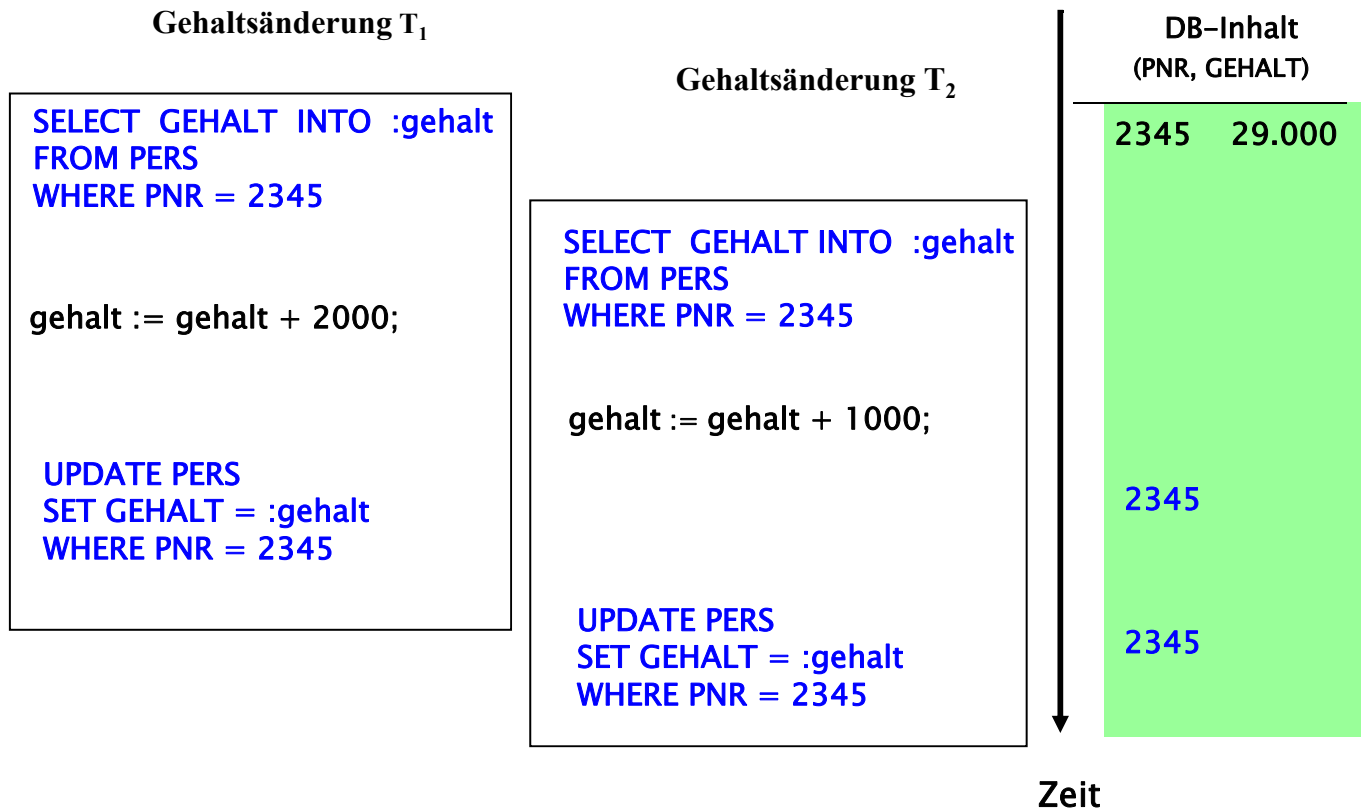 Gehaltsänderung T1
SELECT GEHALT INTO :gehalt
FROM PERS
WHERE PNR = 2345
gehalt := gehalt + 2000;
UPDATE PERS
SET GEHALT = :gehalt
WHERE PNR = 2345
Gehaltsänderung T2
SELECT GEHALT INTO :gehalt
FROM PERS
WHERE PNR = 2345
gehalt := gehalt + 1000;
UPDATE PERS
SET GEHALT = :gehalt
WHERE PNR = 2345
DB-Inhalt
(PNR, GEHALT)
2345 29.000
2345
2345
Zeit